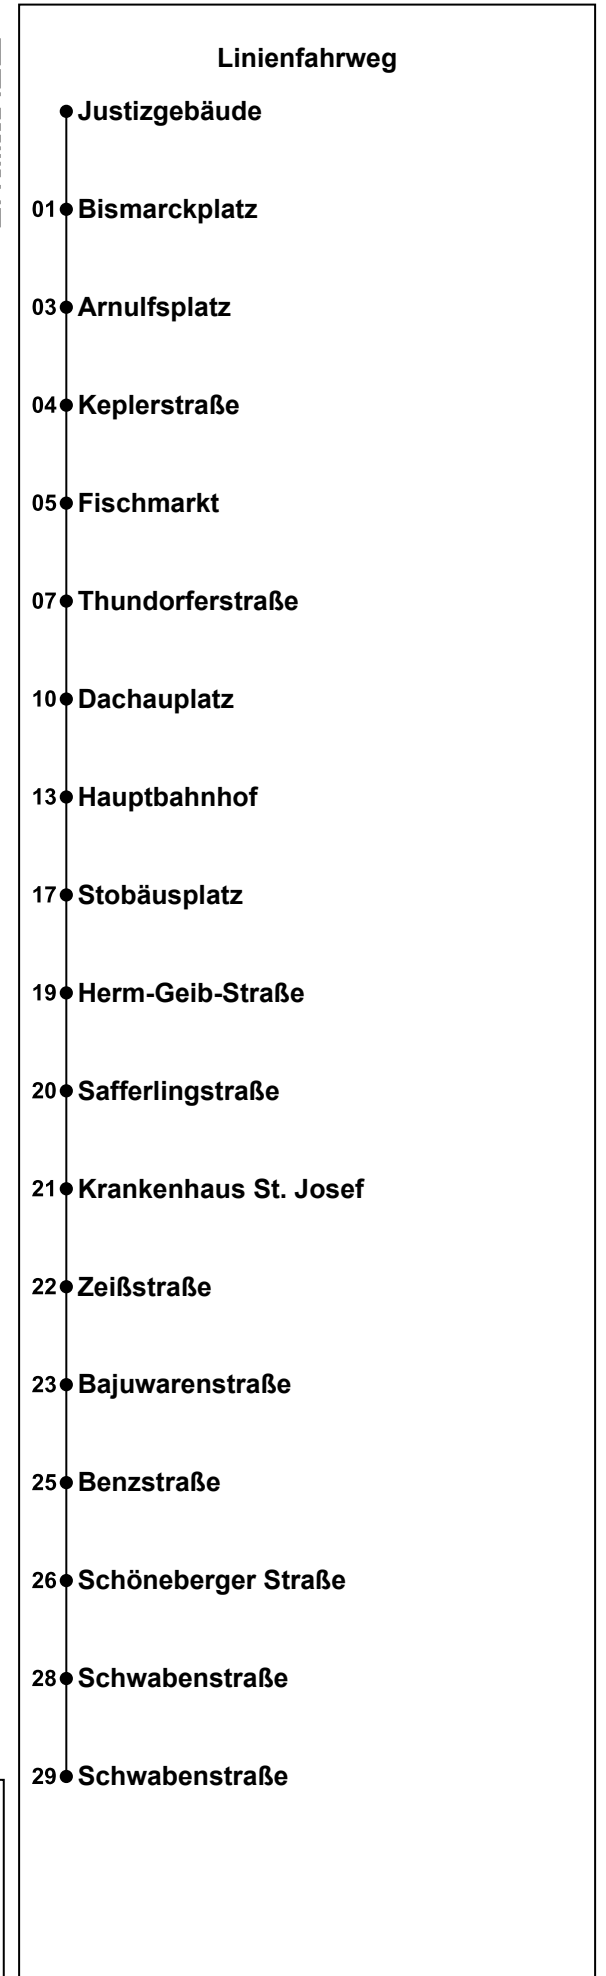 Linienfahrweg
Justizgebäude
01 Bismarckplatz
03 Arnulfsplatz
04 Keplerstraße
05 Fischmarkt
07 Thundorferstraße
10 Dachauplatz
13 Hauptbahnhof
17 Stobäusplatz
19 Herm-Geib-Straße
20 Safferlingstraße
21 Krankenhaus St. Josef
22 Zeißstraße
23 Bajuwarenstraße
25 Benzstraße
26 Schöneberger Straße
28 Schwabenstraße
29 Schwabenstraße